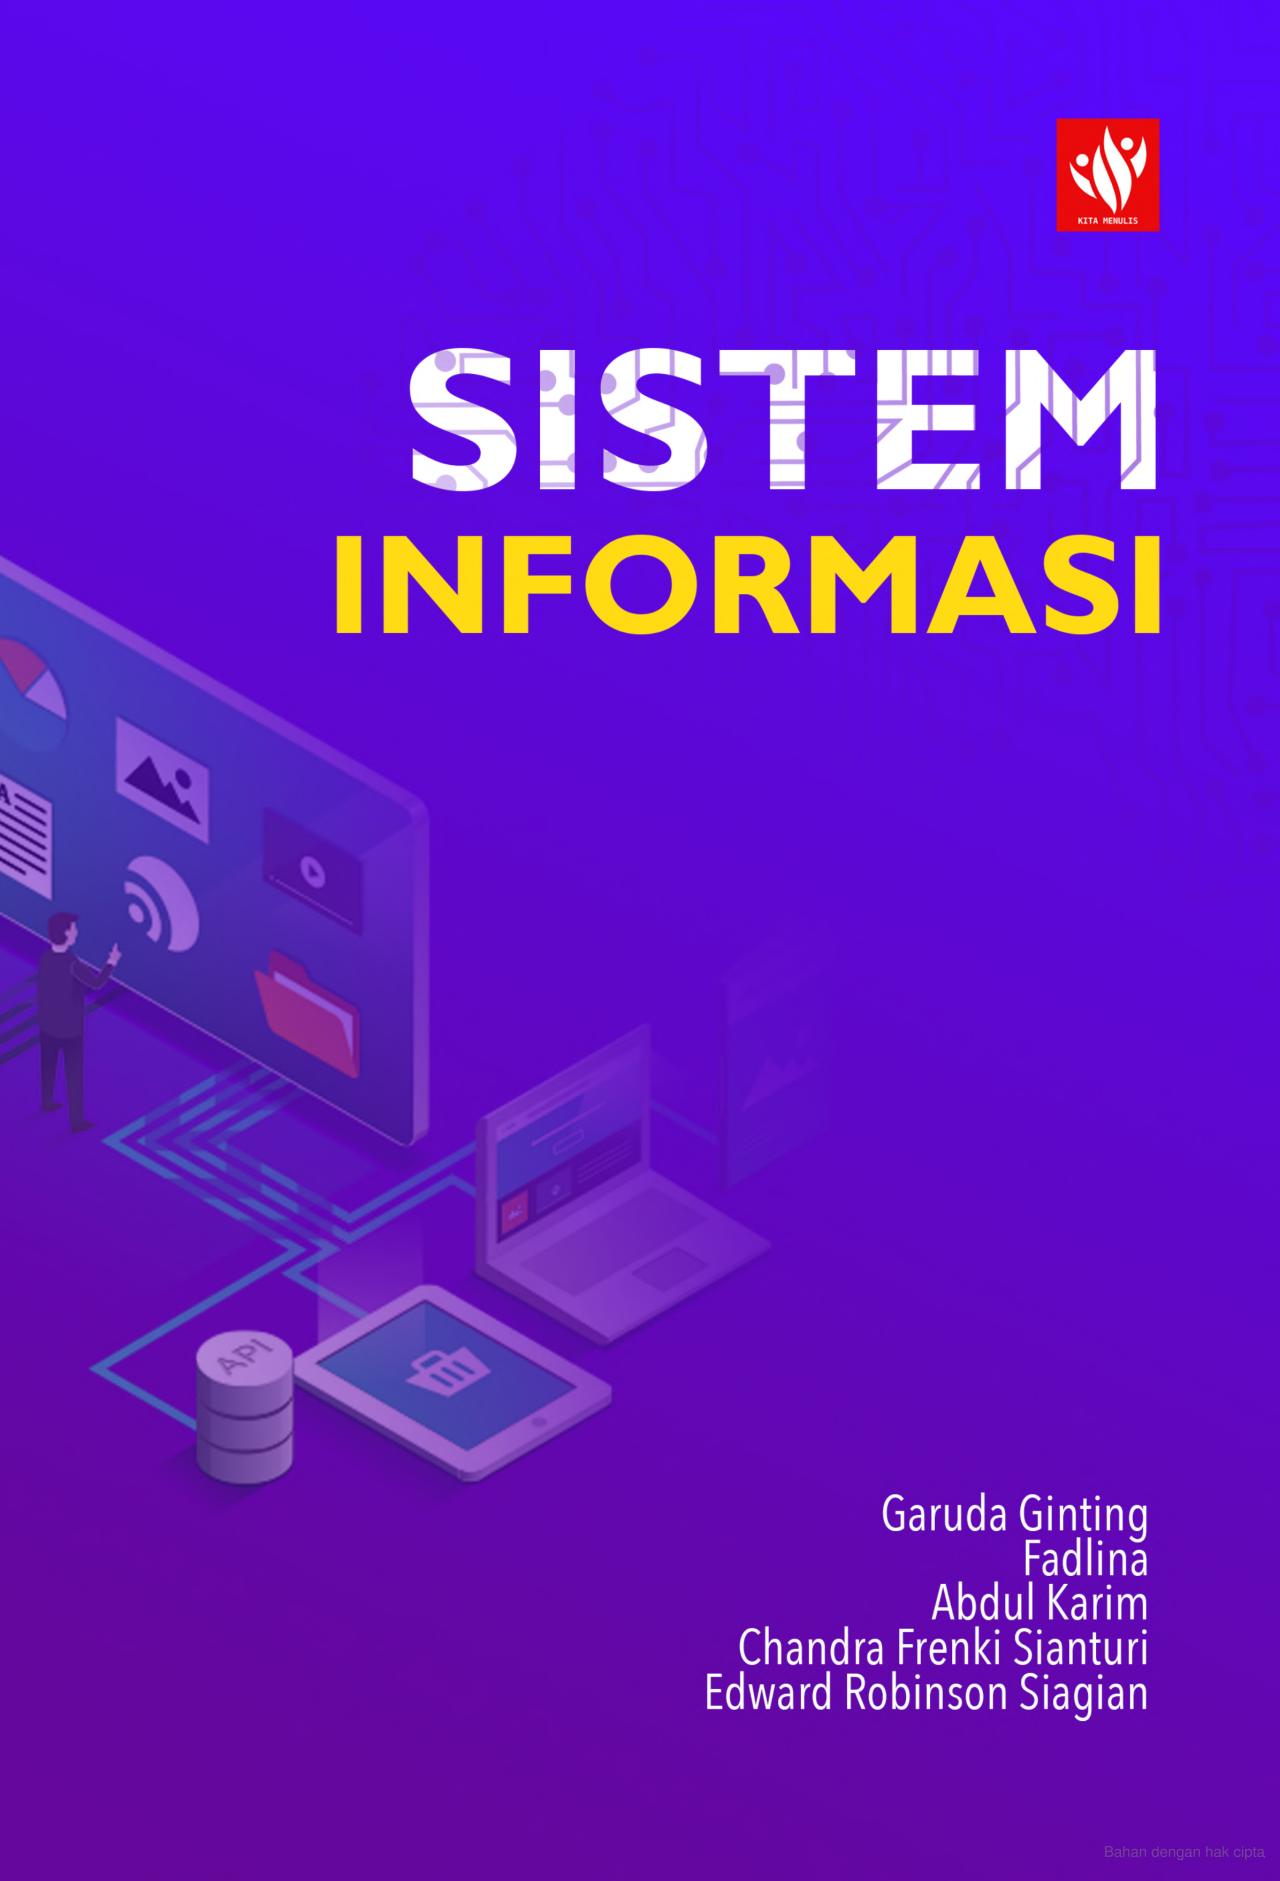 KITA MENULIS
SISTEM
INFORMASI
A
API
Garuda Ginting
Fadlina
Abdul Karim
Chandra Frenki Sianturi
Edward Robinson Siagian
Bahan dengan hak cipta